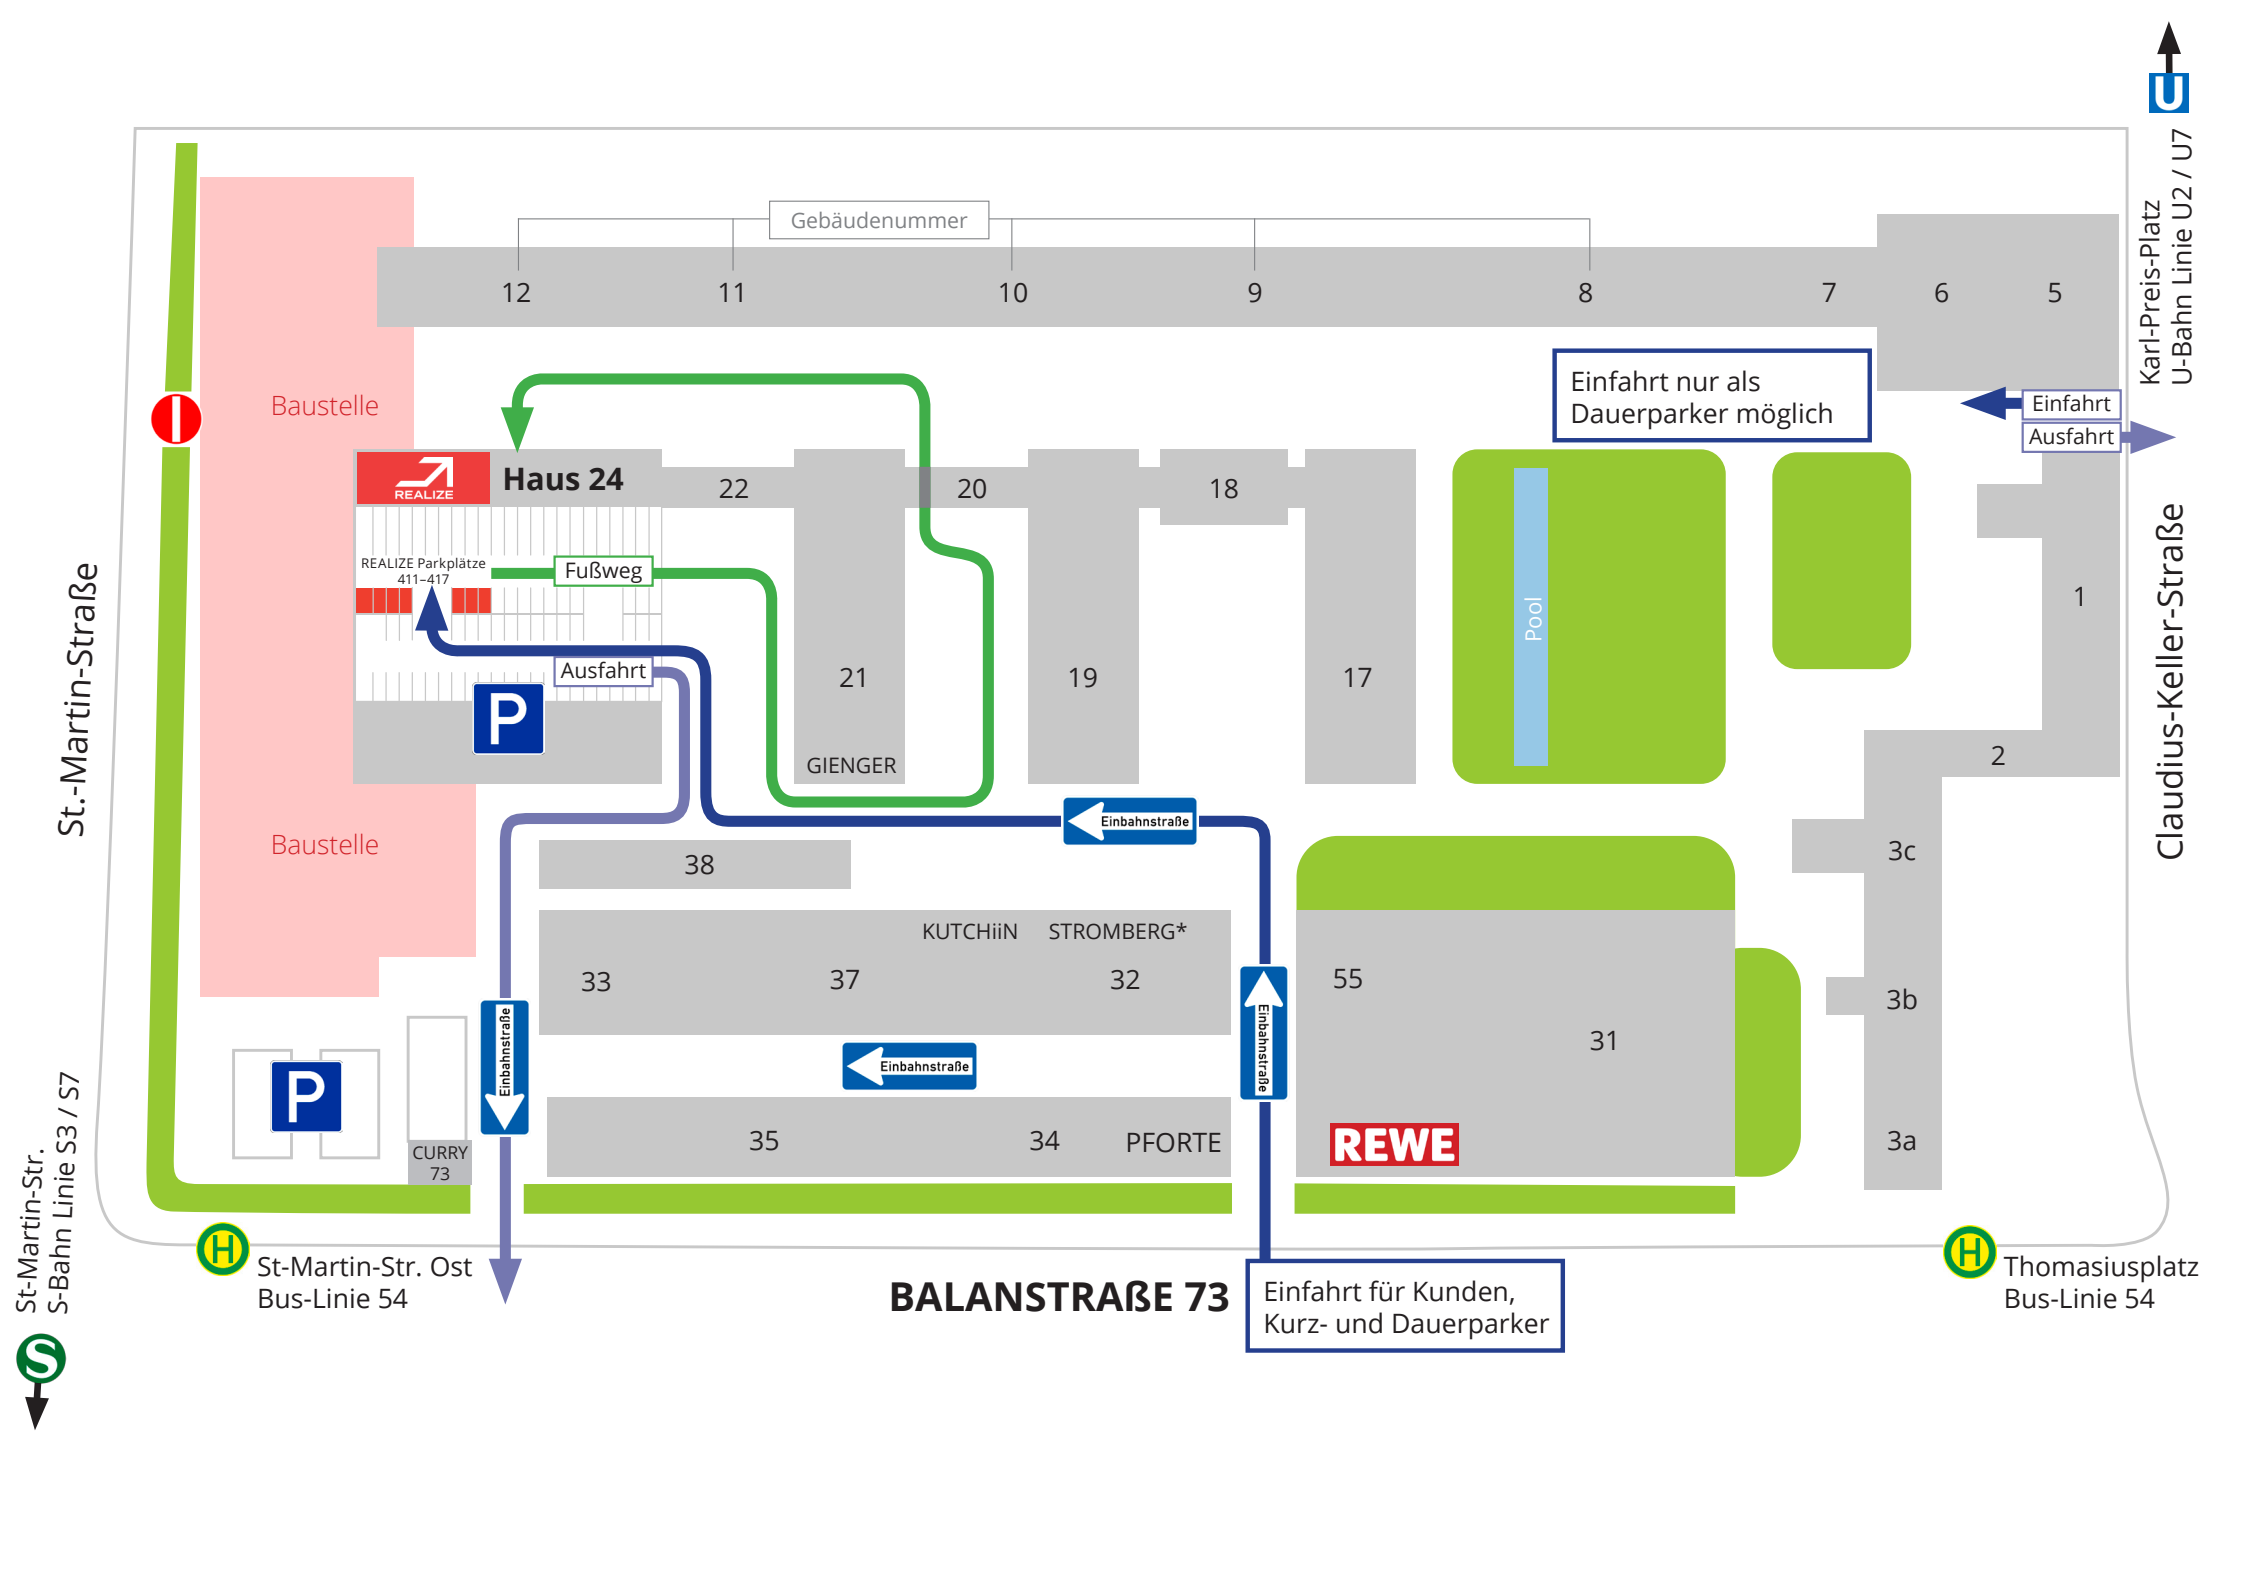 U
Karl-Preis-Platz
U-Bahn Linie U2 / U7
Gebäudenummer
12
11
10
9
8
7
6
5
Einfahrt nur als
Dauerparker möglich
Einfahrt
Ausfahrt
Baustelle
REALIZE
Haus 24
22
20
18
REALIZE Parkplätze
411–417
Fußweg
Ausfahrt
P
21
GIENGER
19
17
Pool
1
2
St.-Martin-Straße
Claudius-Keller-Straße
Baustelle
Einbahnstraße
38
KUTCHiiN
STROMBERG*
33
37
32
55
31
3c
3b
3a
Einbahnstraße
Einbahnstraße
Einbahnstraße
P
CURRY
73
35
34
PFORTE
REWE
St-Martin-Str.
S-Bahn Linie S3 / S7
S
H
St-Martin-Str. Ost
Bus-Linie 54
BALANSTRAßE 73
Einfahrt für Kunden,
Kurz- und Dauerparker
H
Thomasiusplatz
Bus-Linie 54